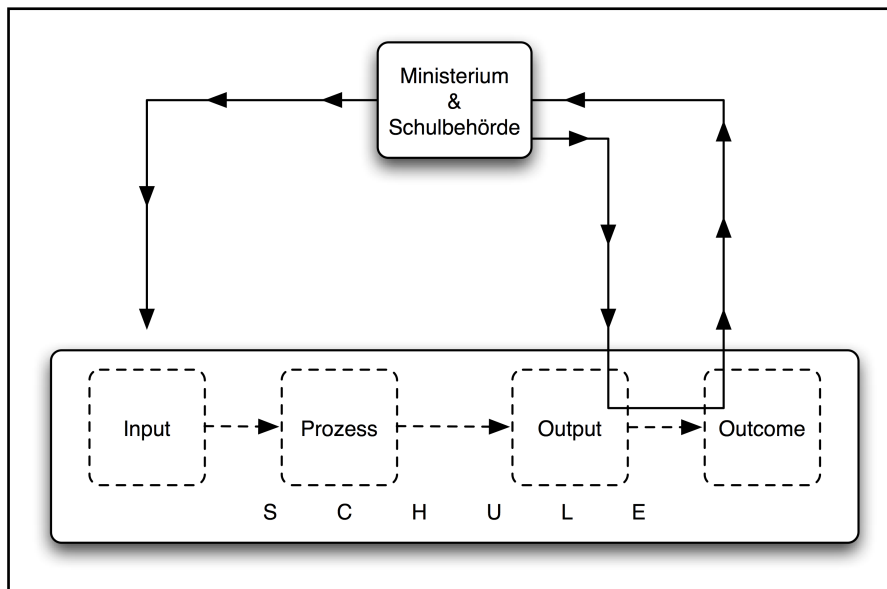 Ministerium
&
Schulbehörde
Input
Prozess
Output
Outcome
S C H U L E